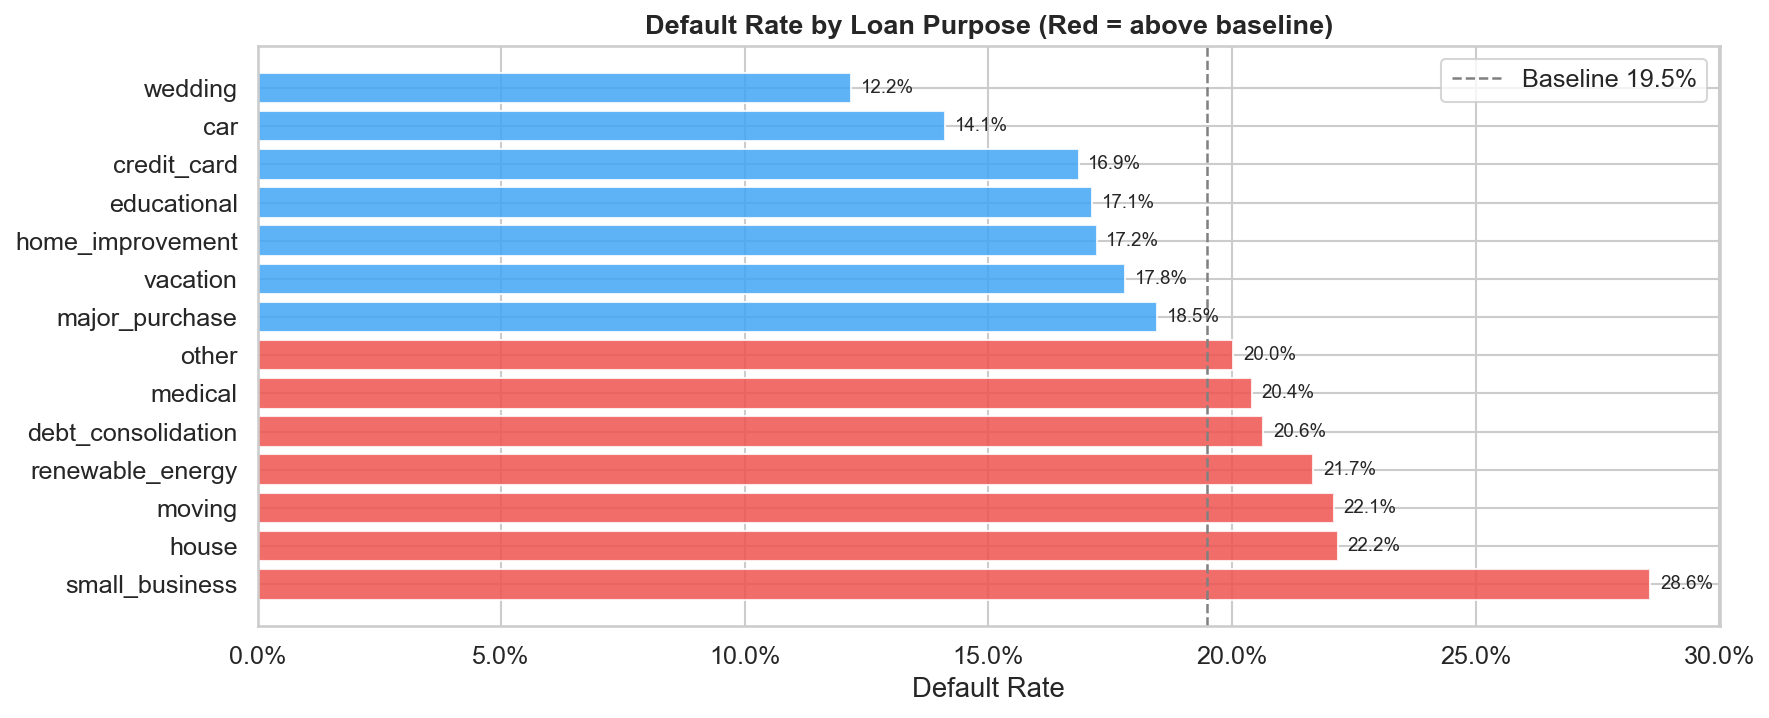 Default Rate by Loan Purpose (Red = above baseline)
Baseline 19.5%
wedding 12.2%
car 14.1%
credit_card 16.9%
educational 17.1%
home_improvement 17.2%
vacation 17.8%
major_purchase 18.5%
other 20.0%
medical 20.4%
debt_consolidation 20.6%
renewable_energy 21.7%
moving 22.1%
house 22.2%
small_business 28.6%
0.0% 5.0% 10.0% 15.0% 20.0% 25.0% 30.0%
Default Rate